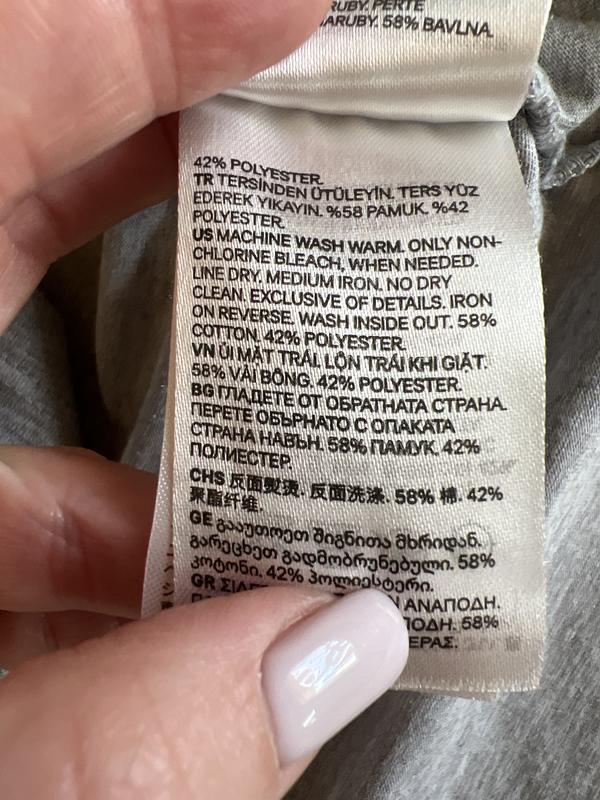 RUBY. PERTE
ARUBY. 58% BAVLNA.
42% POLYESTER.
TR TERSİNDEN ÜTÜLEYİN. TERS YÜZ
EDEREK YIKAYIN. %58 PAMUK. %42
POLYESTER.
US MACHINE WASH WARM. ONLY NON-
CHLORINE BLEACH, WHEN NEEDED.
LINE DRY. MEDIUM IRON. NO DRY
CLEAN. EXCLUSIVE OF DETAILS. IRON
ON REVERSE. WASH INSIDE OUT. 58%
COTTON. 42% POLYESTER.
VN ỦI MẶT TRÁI. LỘN TRÁI KHI GIẶT.
58% VẢI BÔNG. 42% POLYESTER.
BG ГЛАДЕТЕ ОТ ОБРАТНАТА СТРАНА.
ПЕРЕТЕ ОБЪРНАТО С ОПАКАТА
СТРАНА НАВЪН. 58% ПАМУК. 42%
ПОЛИЕСТЕР.
CHS 反面熨烫. 反面洗涤. 58% 棉. 42%
聚酯纤维.
GE გააუთოეთ შიგნითა მხრიდან.
გარეცხეთ გადმობრუნებული. 58%
კოტონი. 42% პოლიესტერი.
GR ΑΝΑΠΟΔΗ.
58%